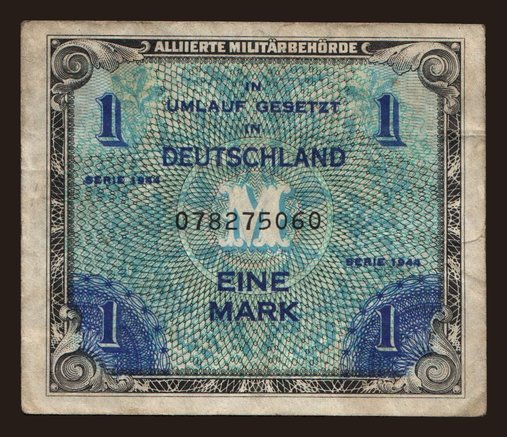 ALLIIERTE MILITÄRBEHÖRDE
IN
UMLAUF GESETZT
1 1
IN
DEUTSCHLAND
SERIE 1944
M
078275060
SERIE 1944
EINE
MARK
1 1